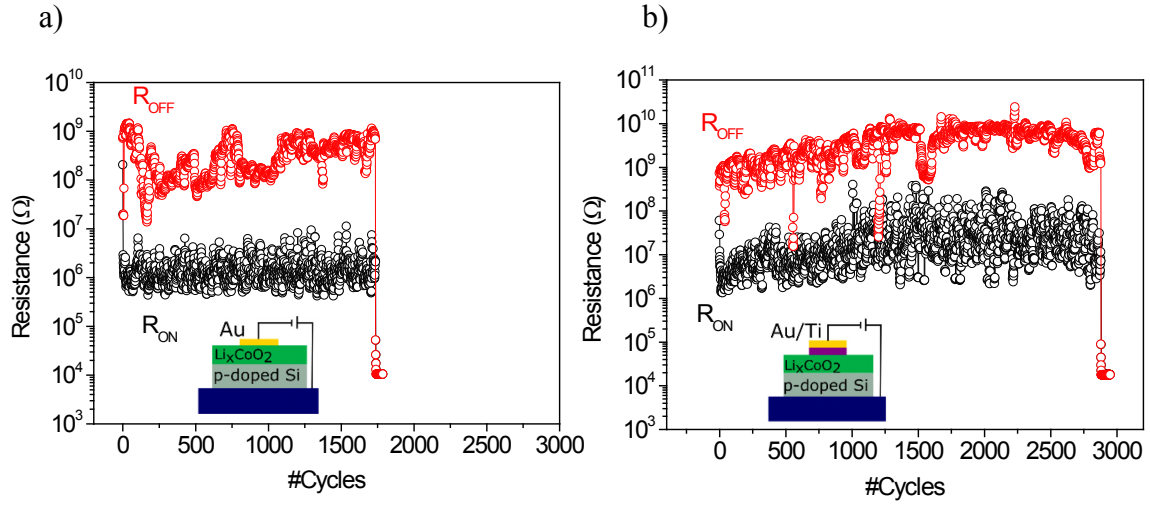 a)
10^10
10^9
10^8
10^7
10^6
10^5
10^4
10^3
Resistance (Ω)
R_OFF
R_ON
Au
Li_xCoO_2
p-doped Si
0 500 1000 1500 2000 2500 3000
#Cycles
b)
10^11
10^10
10^9
10^8
10^7
10^6
10^5
10^4
10^3
Resistance (Ω)
R_OFF
R_ON
Au/Ti
Li_xCoO_2
p-doped Si
0 500 1000 1500 2000 2500 3000
#Cycles